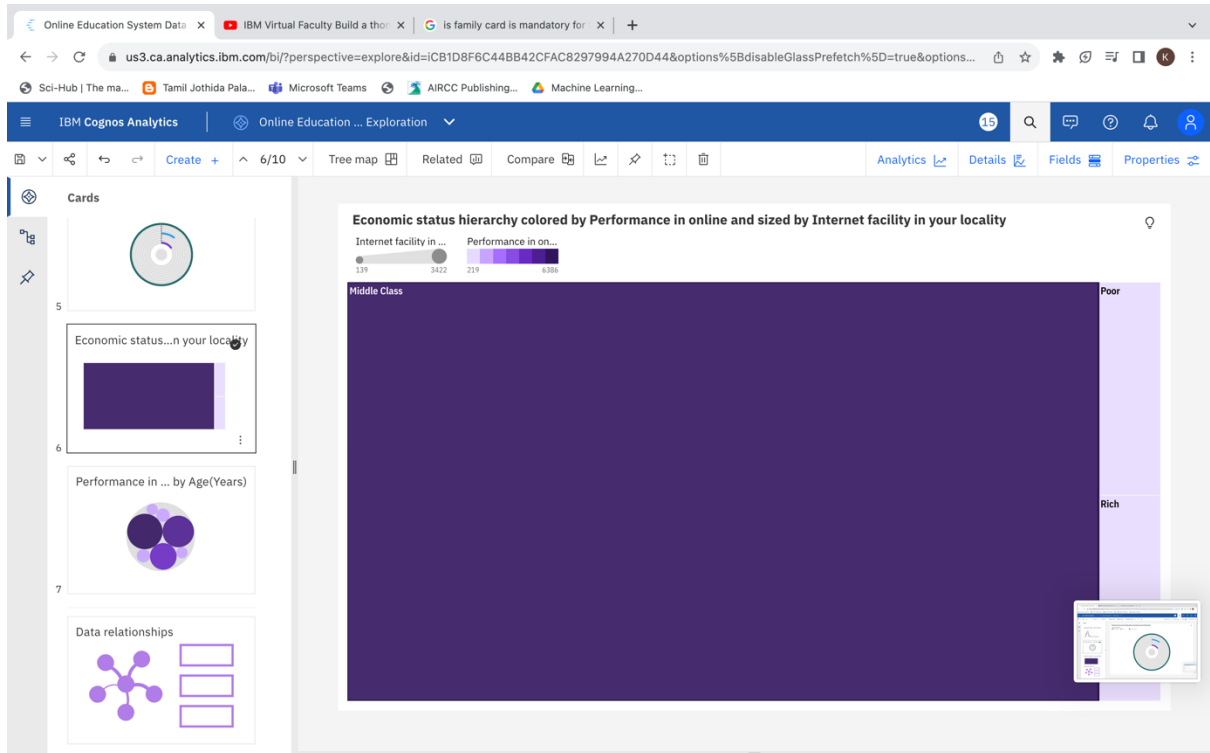 Online Education System Data
IBM Virtual Faculty Build a thon
G is family card is mandatory for
us3.ca.analytics.ibm.com/bi/?perspective=explore&id=iCB1D8F6C44BB42CFAC8297994A270D44&options%5BdisableGlassPrefetch%5D=true&option...
K
Sci-Hub | The ma...
Tamil Jothida Pala...
Microsoft Teams
AIRCC Publishing...
Machine Learning...
IBM Cognos Analytics
Online Education ... Exploration
15
Create +
6/10
Tree map
Related
Compare
Analytics
Details
Fields
Properties
Cards
5
Economic status...n your locality
6
Performance in ... by Age(Years)
7
Data relationships
Economic status hierarchy colored by Performance in online and sized by Internet facility in your locality
Internet facility in ...
Performance in on...
139 3422
219 6386
Middle Class
Poor
Rich